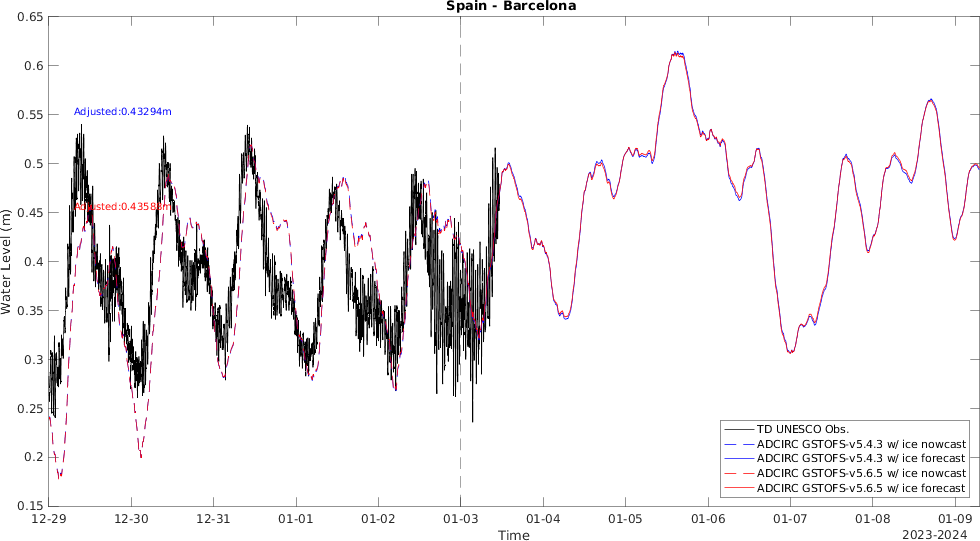 Spain - Barcelona
0.65
0.6
0.55
0.5
0.45
0.4
0.35
0.3
0.25
0.2
0.15
Water Level (m)
Adjusted:0.43294m
TD UNESCO Obs.
ADCIRC GSTOFS-v5.4.3 w/ ice nowcast
ADCIRC GSTOFS-v5.4.3 w/ ice forecast
ADCIRC GSTOFS-v5.6.5 w/ ice nowcast
ADCIRC GSTOFS-v5.6.5 w/ ice forecast
12-29 12-30 12-31 01-01 01-02 01-03 01-04 01-05 01-06 01-07 01-08 01-09
Time
2023-2024